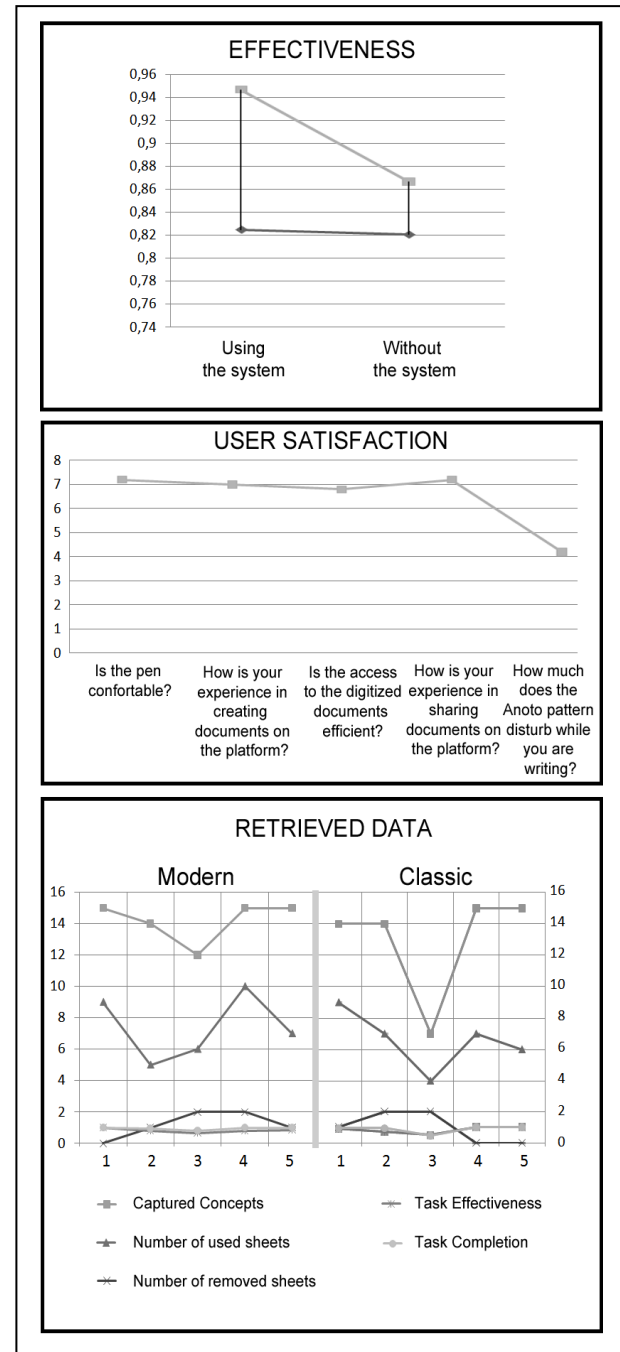 EFFECTIVENESS
0,96
0,94
0,92
0,9
0,88
0,86
0,84
0,82
0,8
0,78
0,76
0,74
Using
the system
Without
the system
USER SATISFACTION
8
7
6
5
4
3
2
1
0
Is the pen
confortable?
How is your
experience in
creating
documents on
the platform?
Is the access
to the digitized
documents
efficient?
How is your
experience in
sharing
documents on
the platform?
How much
does the
Anoto pattern
disturb while
you are
writing?
RETRIEVED DATA
Modern
Classic
16
14
12
10
8
6
4
2
0
16
14
12
10
8
6
4
2
0
1 2 3 4 5
1 2 3 4 5
Captured Concepts
Number of used sheets
Number of removed sheets
Task Effectiveness
Task Completion